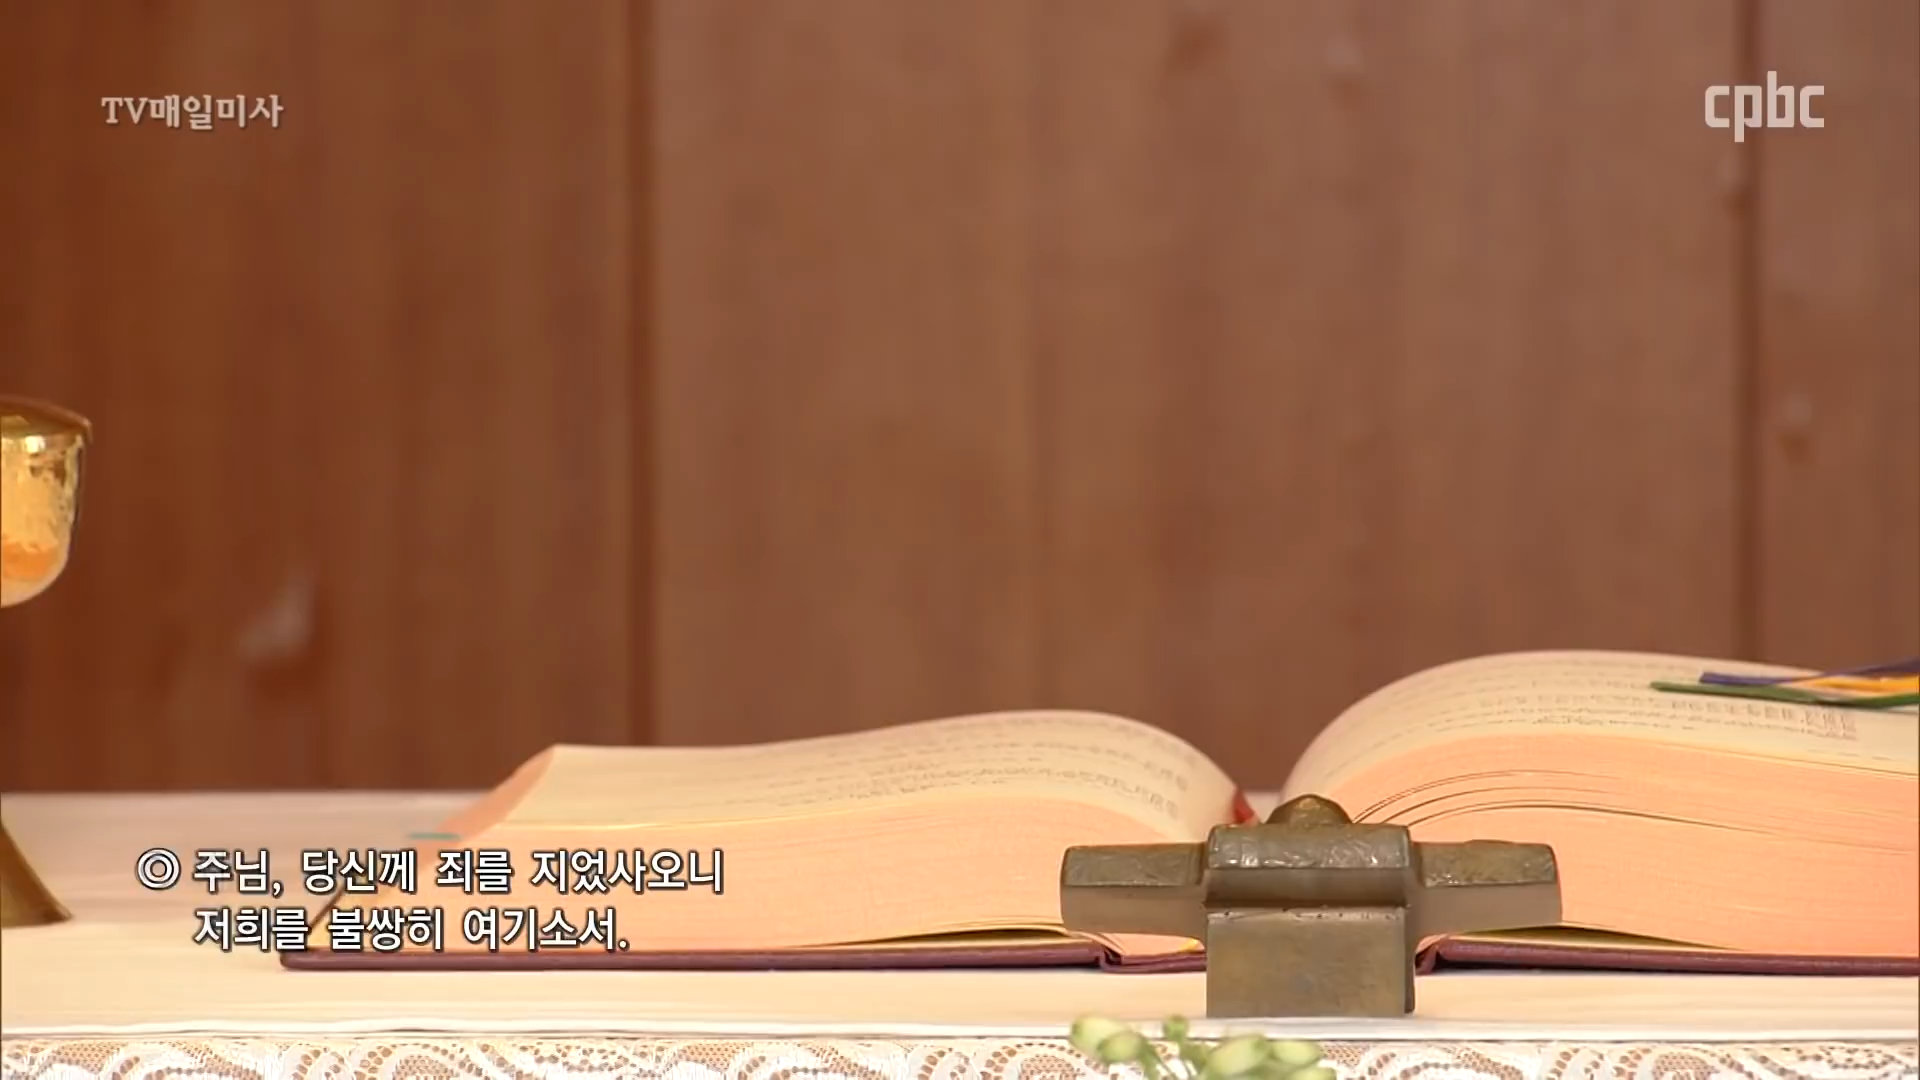 TV매일미사
cpbc
◎ 주님, 당신께 죄를 지었사오니
저희를 불쌍히 여기소서.